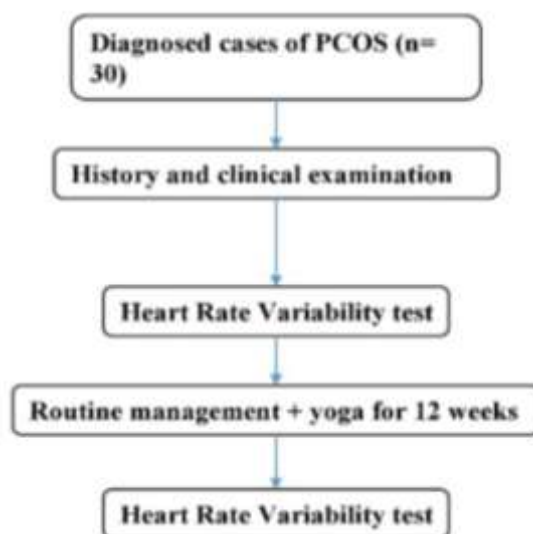 Diagnosed cases of PCOS (n=
30)
History and clinical examination
Heart Rate Variability test
Routine management + yoga for 12 weeks
Heart Rate Variability test